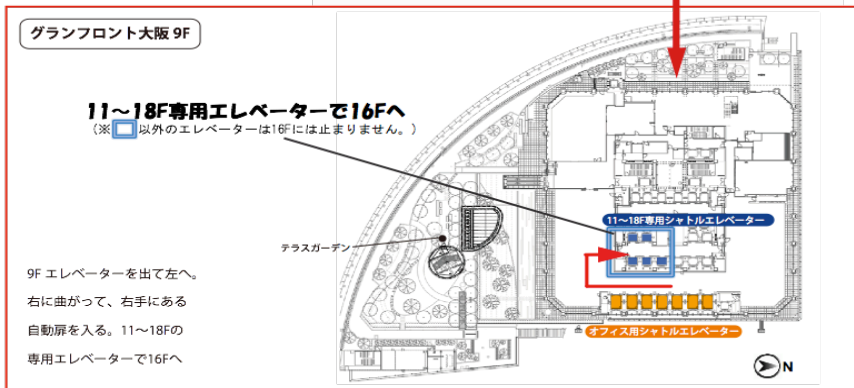 グランフロント大阪 9F
11～18F専用エレベーターで16Fへ
(※ 以外のエレベーターは16Fには止まりません。)
11～18F専用シャトルエレベーター
テラスガーデン
9F エレベーターを出て左へ。
右に曲がって、右手にある
自動扉を入る。11～18Fの
専用エレベーターで16Fへ
オフィス用シャトルエレベーター
N